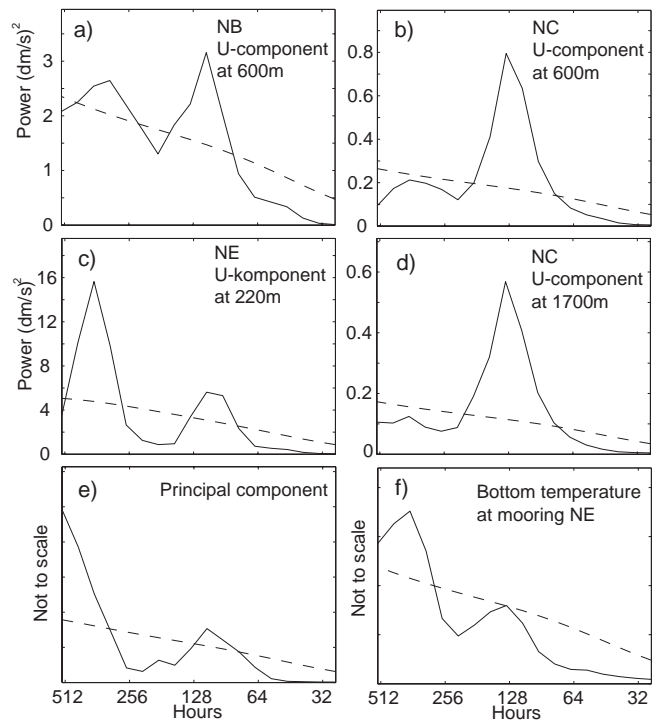 a)
NB
U-component
at 600m
Power (dm/s)²
3
2
1
0
b)
NC
U-component
at 600m
0.8
0.6
0.4
0.2
0
c)
NE
U-komponent
at 220m
Power (dm/s)²
16
12
8
4
0
d)
NC
U-component
at 1700m
0.6
0.4
0.2
0
e)
Principal component
Not to scale
512 256 128 64 32
Hours
f)
Bottom temperature
at mooring NE
Not to scale
512 256 128 64 32
Hours